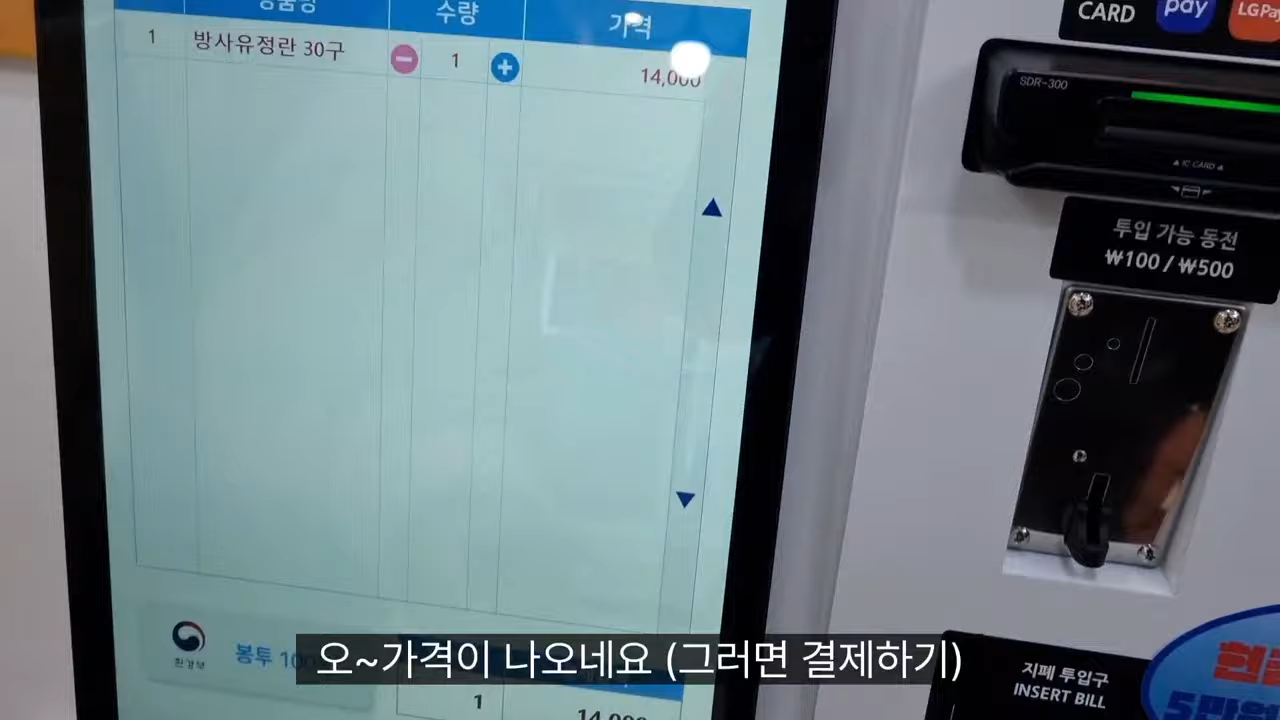 수량
가격
CARD
pay
LG Pay
1
방사유정란 30구
1
14,000
SDR-300
IC CARD
투입 가능 동전
₩100 / ₩500
환경부
봉투 100
오~가격이 나오네요 (그러면 결제하기)
1
14,000
지폐 투입구
INSERT BILL